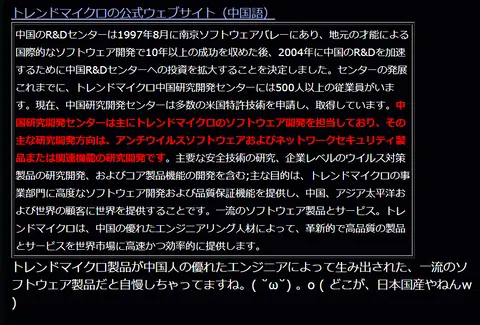 トレンドマイクロの公式ウェブサイト（中国語）
中国のR&Dセンターは1997年8月に南京ソフトウェアバレーにあり、地元の才能による
国際的なソフトウェア開発で10年以上の成功を収めた後、2004年に中国のR&Dを加速
するために中国R&Dセンターへの投資を拡大することを決定しました。センターの発展
これまでに、トレンドマイクロ中国研究開発センターには500人以上の従業員がいま
す。現在、中国研究開発センターは多数の米国特許技術を申請し、取得しています。中
国研究開発センターは主にトレンドマイクロのソフトウェア開発を担当しており、その
主な研究開発方向は、アンチウイルスソフトウェアおよびネットワークセキュリティ製
品または関連機能の研究開発です。主要な安全技術の研究、企業レベルのウイルス対策
製品の研究開発、およびコア製品機能の開発を含む;主な目的は、トレンドマイクロの事
業部門に高度なソフトウェア開発および品質保証機能を提供し、中国、アジア太平洋お
よび世界の顧客に世界を提供することです。一流のソフトウェア製品とサービス。トレ
ンドマイクロは、中国の優れたエンジニアリング人材によって、革新的で高品質の製品
とサービスを世界市場に高速かつ効率的に提供します。
トレンドマイクロ製品が中国人の優れたエンジニアによって生み出された、一流のソ
フトウェア製品だと自慢しちゃってますね。( ˘ω˘ ) 。o ( どこが、日本国産やねんｗ
)